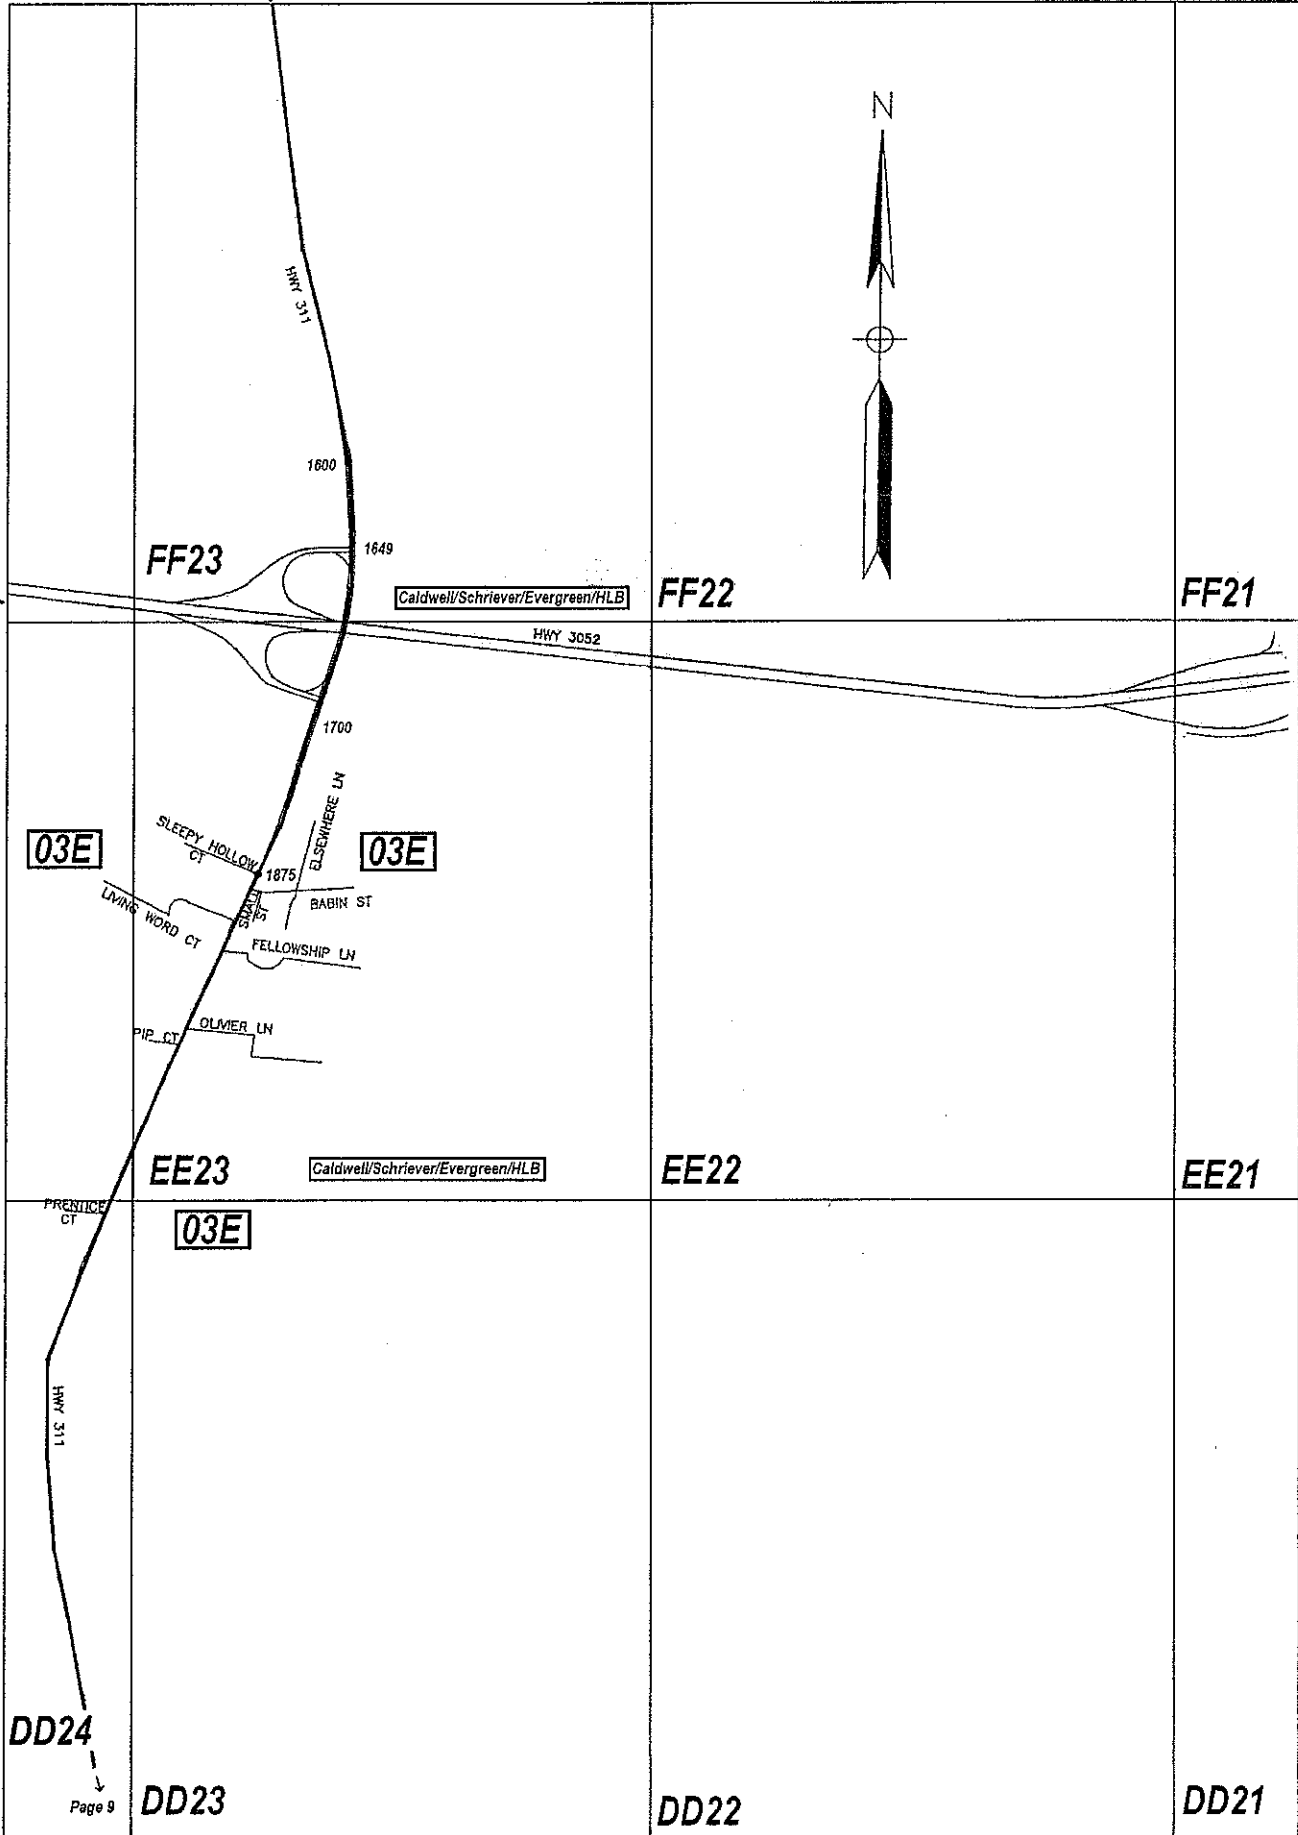 N
HWY 311
1600
1649
FF23
Caldwell/Schriever/Evergreen/HLB
FF22
FF21
HWY 3052
1700
ELSEWHERE LN
SLEEPY HOLLOW
CT
03E
03E
1875
SMALL
ST
BABIN ST
LIVING WORD CT
FELLOWSHIP LN
OLIVIER LN
PIP CT
EE23
Caldwell/Schriever/Evergreen/HLB
EE22
EE21
PRENTICE
CT
03E
HWY 311
DD24
Page 9
DD23
DD22
DD21